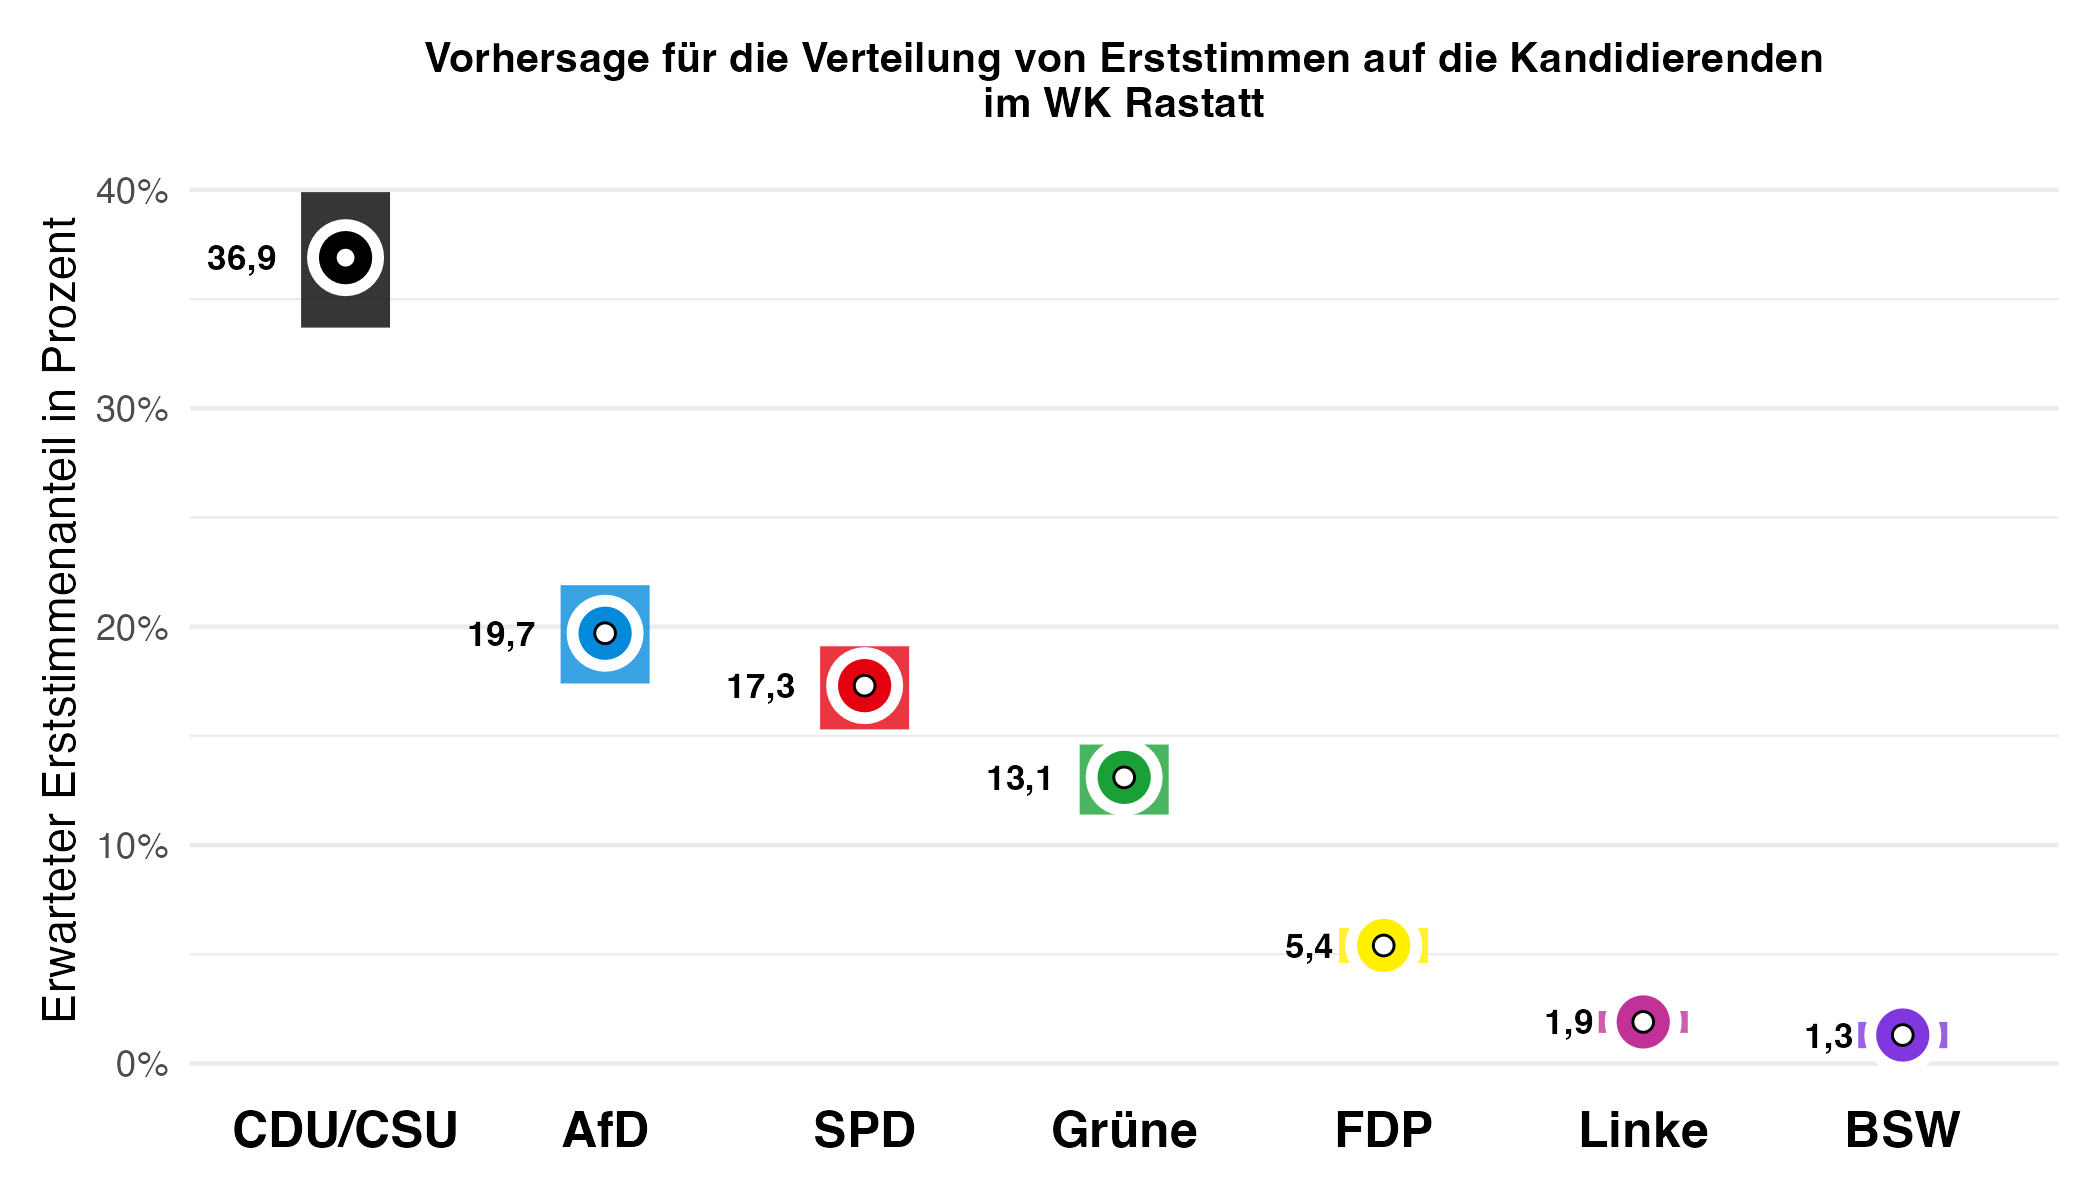 Vorhersage für die Verteilung von Erststimmen auf die Kandidierenden
im WK Rastatt
Erwarteter Erststimmenanteil in Prozent
40%
30%
20%
10%
0%
36,9
19,7
17,3
13,1
5,4
1,9
1,3
CDU/CSU
AfD
SPD
Grüne
FDP
Linke
BSW